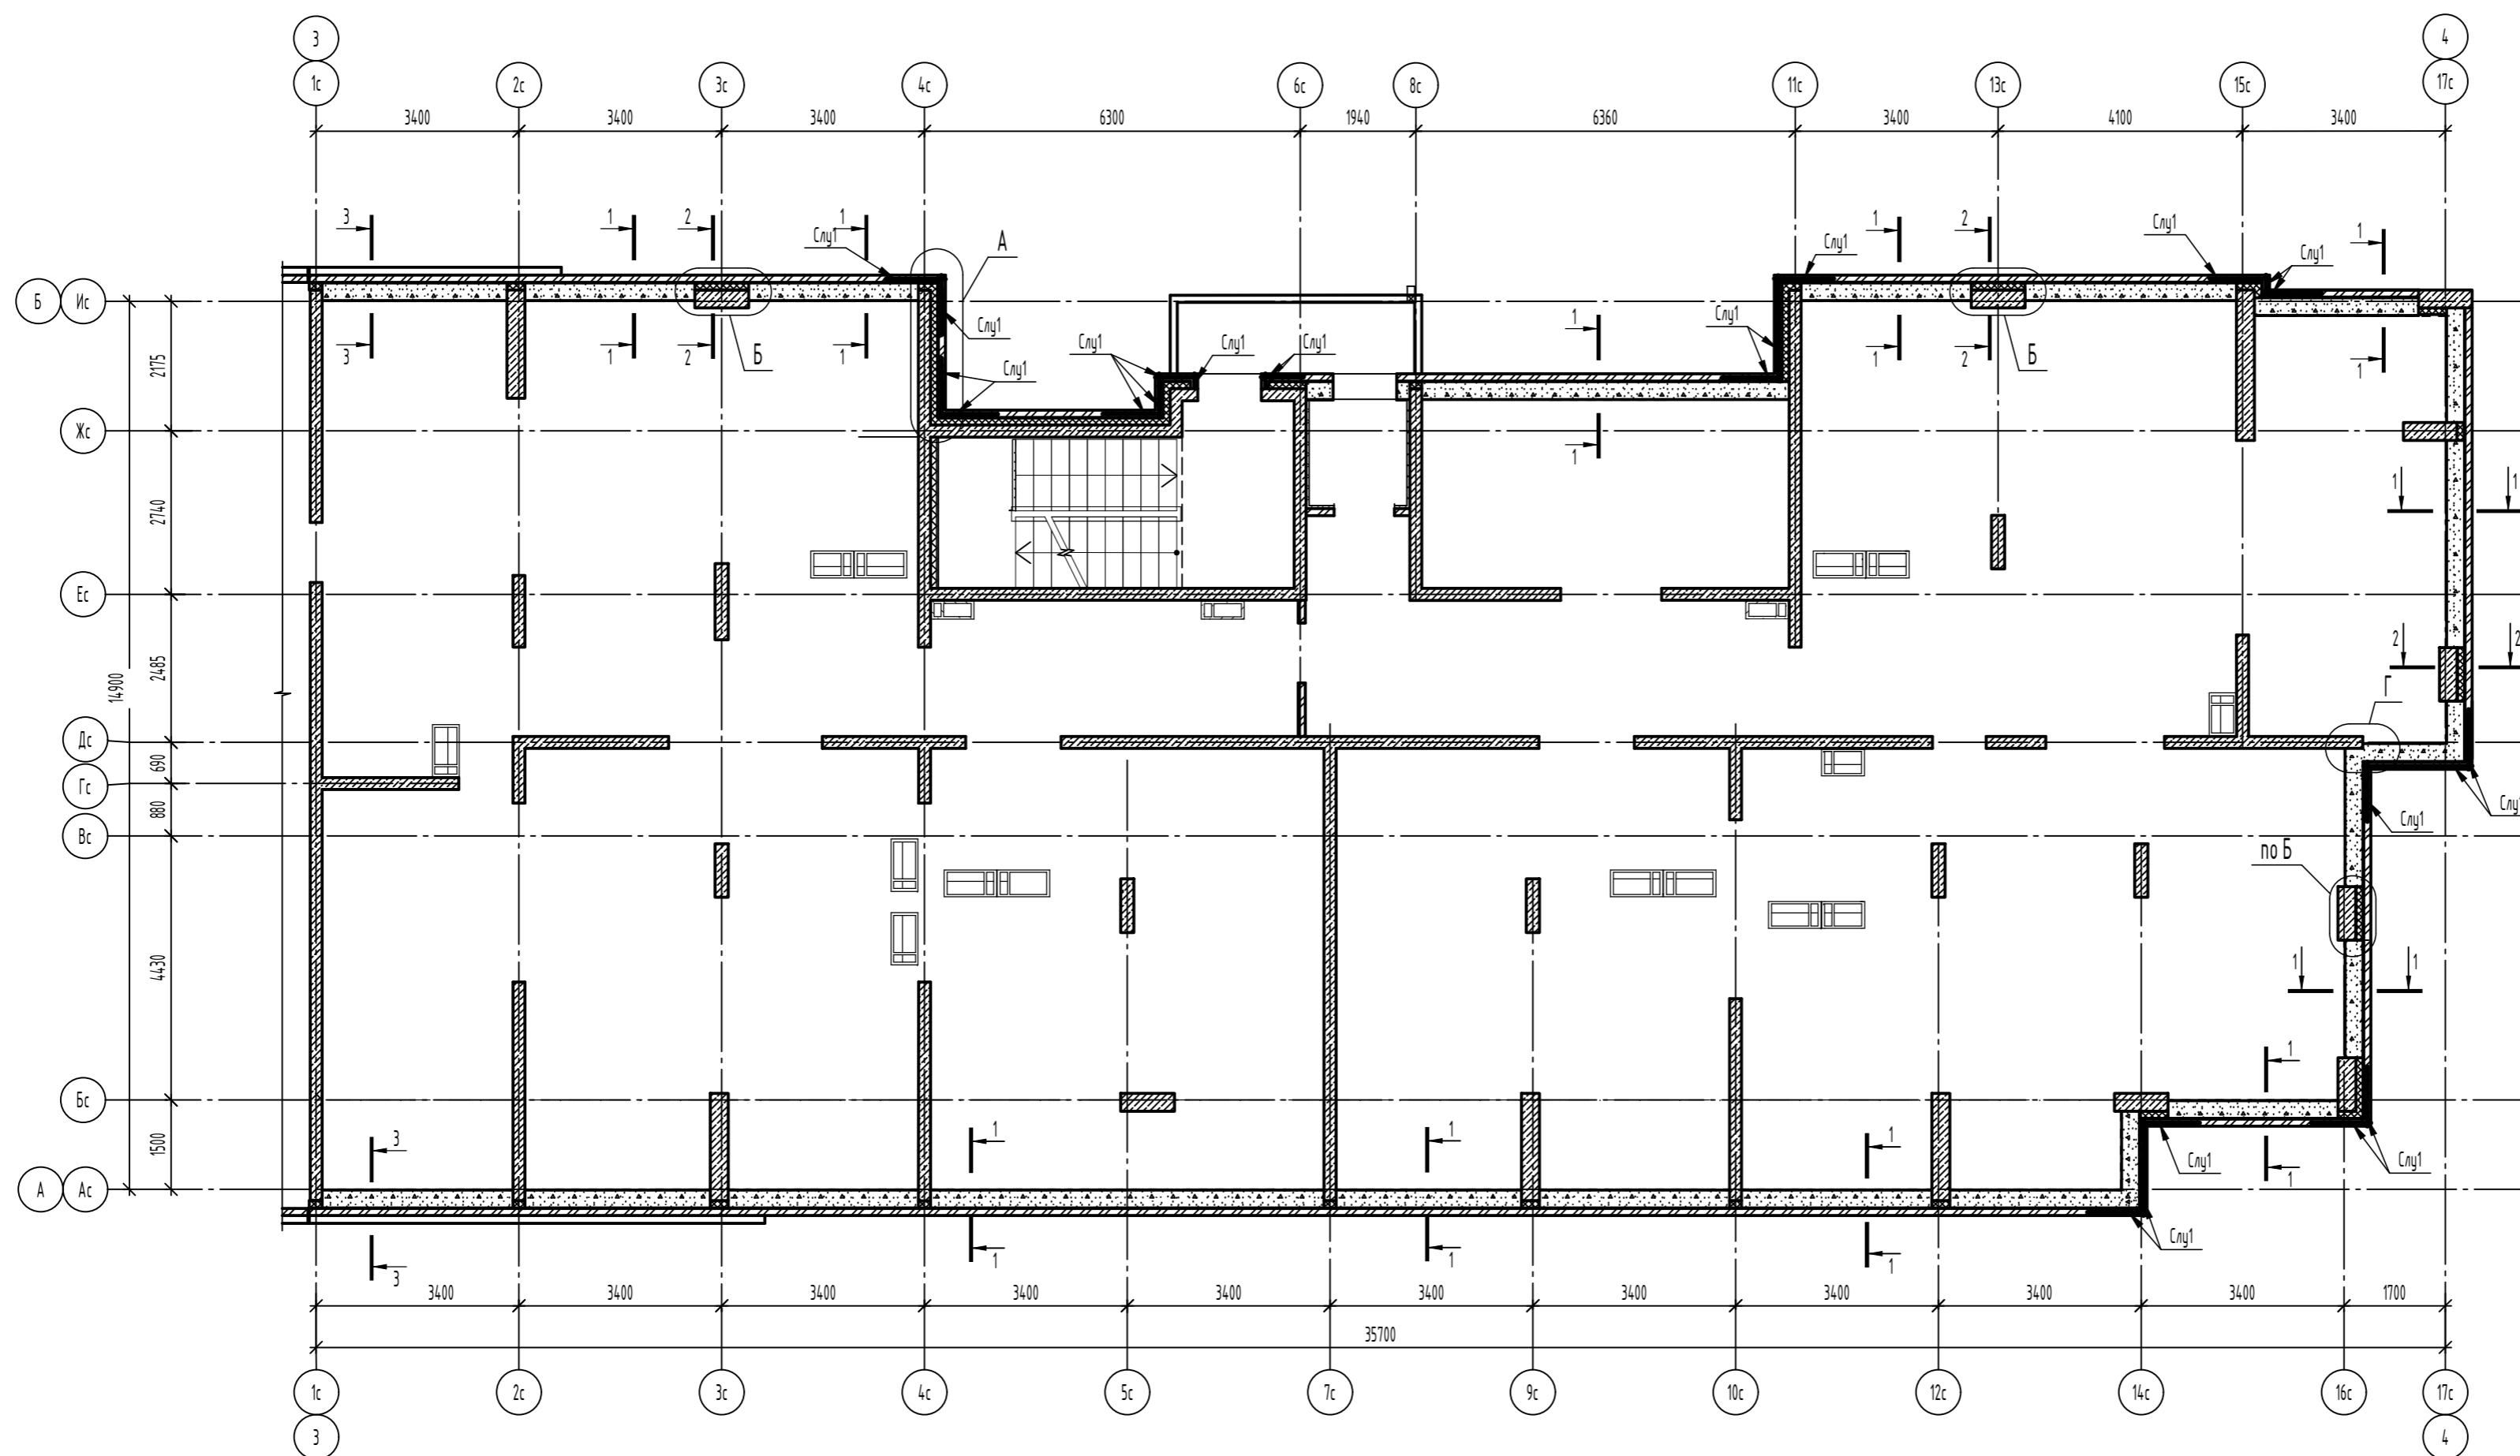 3 4
1с 2с 3с 4с 6с 8с 11с 13с 15с 17с
3400 3400 3400 6300 1940 6360 3400 4100 3400
3 1 2 1 1 2 1
Слу1 А Слу1 Слу1 Слу1
Б Ис
3 1 2 Б 1 Слу1 Слу1 Слу1 Слу1 1 Слу1 1 2 Б 1
Слу1
2175
Жс
1
2740
1 1
Ес
2485
14900
2 2
Г
Дс
690
Гс
880
Слу1
Слу1
Вс
по Б
4430
1 1
1
Бс
1500
3 1 1 1
Слу1 Слу1
1
А Ас
Слу1
3 1 1 1
3400 3400 3400 3400 3400 3400 3400 3400 3400 3400 1700
35700
1с 2с 3с 4с 5с 7с 9с 10с 12с 14с 16с 17с
3 4